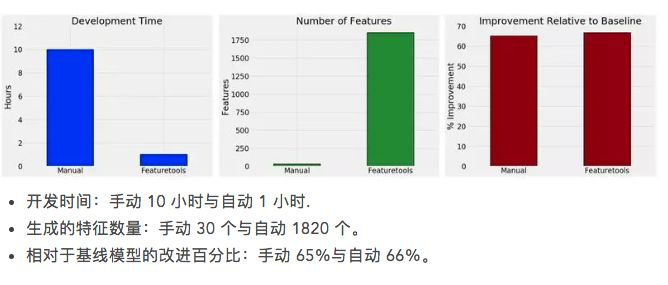 Development Time
Number of Features
Improvement Relative to Baseline
12
10
8
6
4
2
0
Hours
Manual
Featuretools
1750
1500
1250
1000
750
500
250
0
Features
Manual
Featuretools
70
60
50
40
30
20
10
0
% Improvement
Manual
Featuretools
• 开发时间：手动 10 小时与自动 1 小时.
• 生成的特征数量：手动 30 个与自动 1820 个。
• 相对于基线模型的改进百分比：手动 65%与自动 66%。